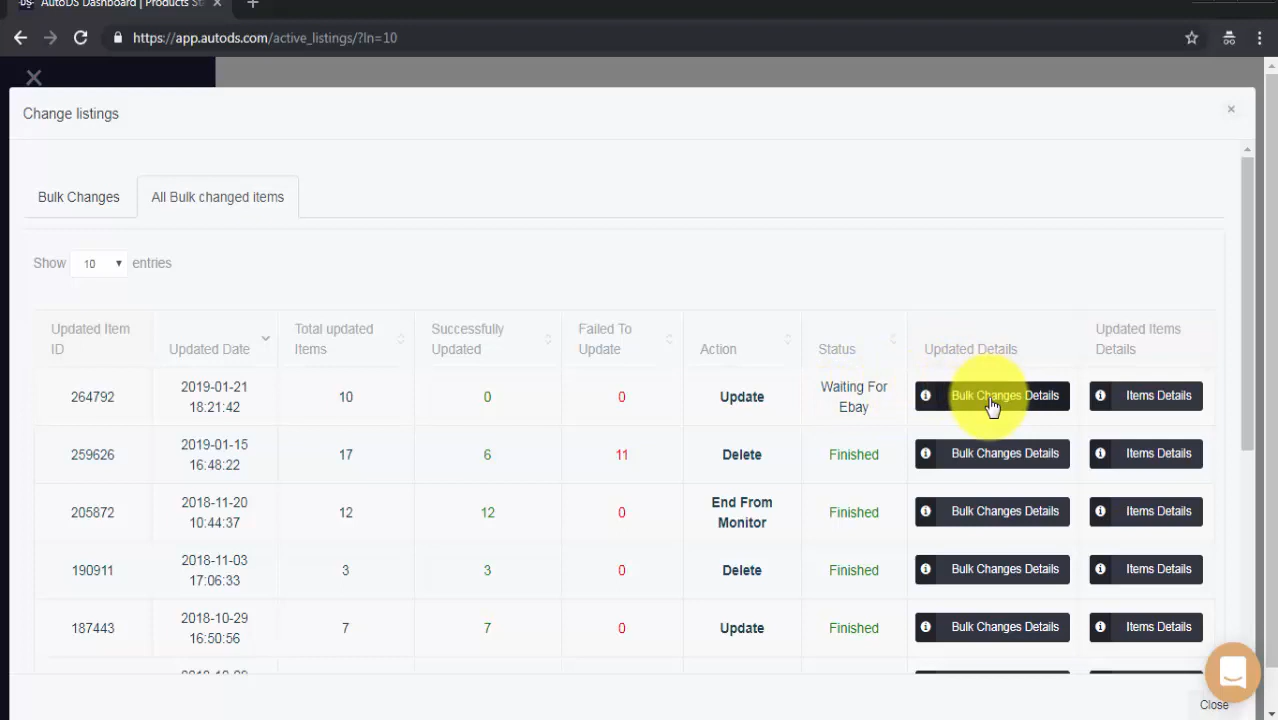 AutoDS Dashboard | Products St
https://app.autods.com/active_listings/?ln=10
Change listings
Bulk Changes
All Bulk changed items
Show 10 entries
Updated Item ID
Updated Date
Total updated Items
Successfully Updated
Failed To Update
Action
Status
Updated Details
Updated Items Details
264792
2019-01-21 18:21:42
10
0
0
Update
Waiting For Ebay
Bulk Changes Details
Items Details
259626
2019-01-15 16:48:22
17
6
11
Delete
Finished
Bulk Changes Details
Items Details
205872
2018-11-20 10:44:37
12
12
0
End From Monitor
Finished
Bulk Changes Details
Items Details
190911
2018-11-03 17:06:33
3
3
0
Delete
Finished
Bulk Changes Details
Items Details
187443
2018-10-29 16:50:56
7
7
0
Update
Finished
Bulk Changes Details
Items Details
Close